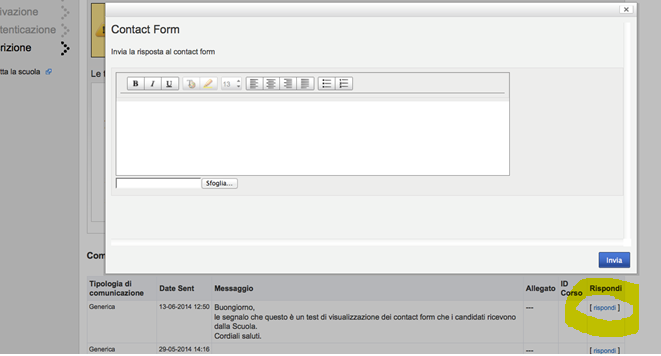 ivazione
tenticazione
rizione
tta la scuola
Le t
Contact Form
Invia la risposta al contact form
B I U 13
Sfoglia...
Invia
Com
Tipologia di comunicazione Date Sent Messaggio Allegato ID Corso Rispondi
Generica 13-06-2014 12:50 Buongiorno, --- [ rispondi ]
le segnalo che questo è un test di visualizzazione dei contact form che i candidati ricevono
dalla Scuola.
Cordiali saluti.
Generica 29-05-2014 14:16 --- [ rispondi ]